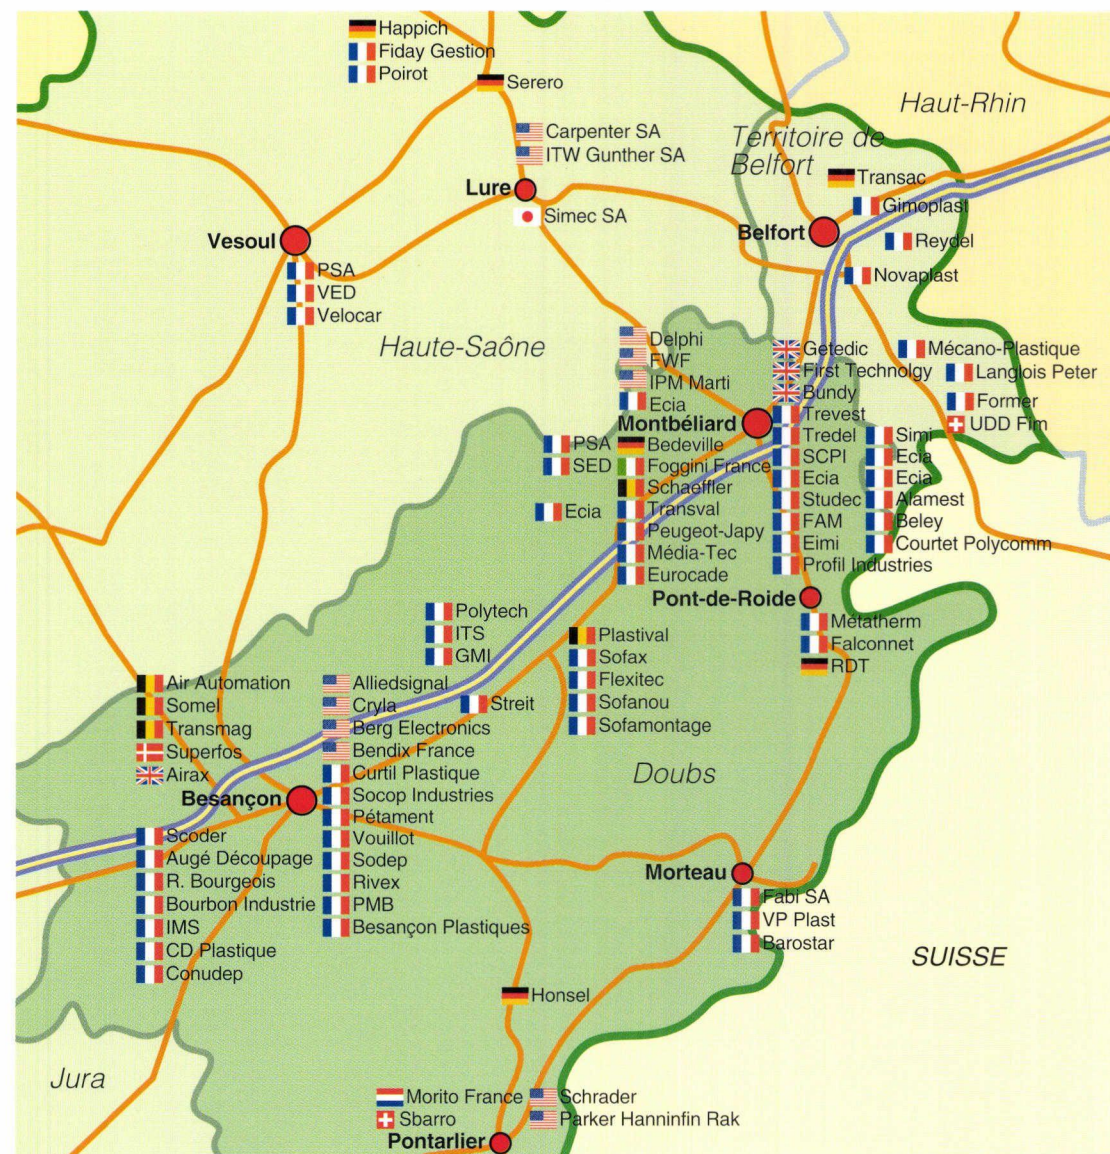 Happich
Fiday Gestion
Poirot
Serero
Haut-Rhin
Carpenter SA
ITW Gunther SA
Territoire de
Belfort
Transac
Lure
Gimoplast
Simec SA
Vesoul
Belfort
Reydel
PSA
VED
Velocar
Novaplast
Haute-Saône
Delphi
FWF
IPM Marti
Ecia
Getedic
First Technolgy
Bundy
Mécano-Plastique
Langlois Peter
Former
UDD Fim
Montbéliard
PSA
SED
Ecia
Bedeville
Foggini France
Schaeffler
Transval
Peugeot-Japy
Média-Tec
Eurocade
Trevest
Tredel
SCPI
Ecia
Studec
FAM
Eimi
Profil Industries
Simi
Ecia
Ecia
Alamest
Beley
Courtet Polycomm
Pont-de-Roide
Métatherm
Falconnet
RDT
Polytech
ITS
GMI
Plastival
Sofax
Flexitec
Sofanou
Sofamontage
Streit
Air Automation
Somel
Transmag
Superfos
Airax
Alliedsignal
Cryla
Berg Electronics
Bendix France
Curtil Plastique
Socop Industries
Pétament
Vouillot
Sodep
Rivex
PMB
Besançon Plastiques
Doubs
Besançon
Scoder
Augé Découpage
R. Bourgeois
Bourbon Industrie
IMS
CD Plastique
Conudep
Morteau
Fabi SA
VP Plast
Barostar
SUISSE
Honsel
Jura
Morito France
Sbarro
Schrader
Parker Hanninfin Rak
Pontarlier